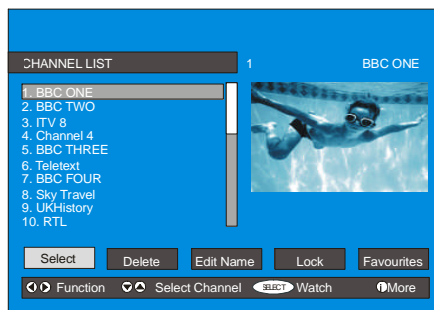 CHANNEL LIST
1 BBC ONE
1. BBC ONE
2. BBC TWO
3. ITV 8
4. Channel 4
5. BBC THREE
6. Teletext
7. BBC FOUR
8. Sky Travel
9. UKHistory
10. RTL
Select Delete Edit Name Lock Favourites
Function Select Channel SELECT Watch i More